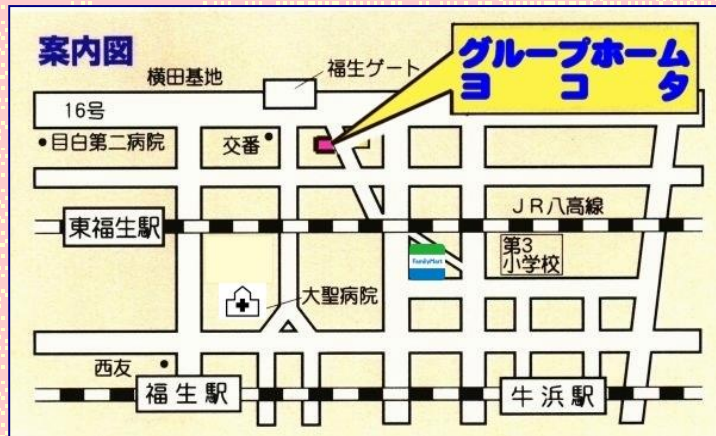 案内図
横田基地
福生ゲート
グループホーム
ヨコタ
16号
目白第二病院
交番
JR八高線
東福生駅
第3
小学校
FamilyMart
大聖病院
西友
福生駅
牛浜駅